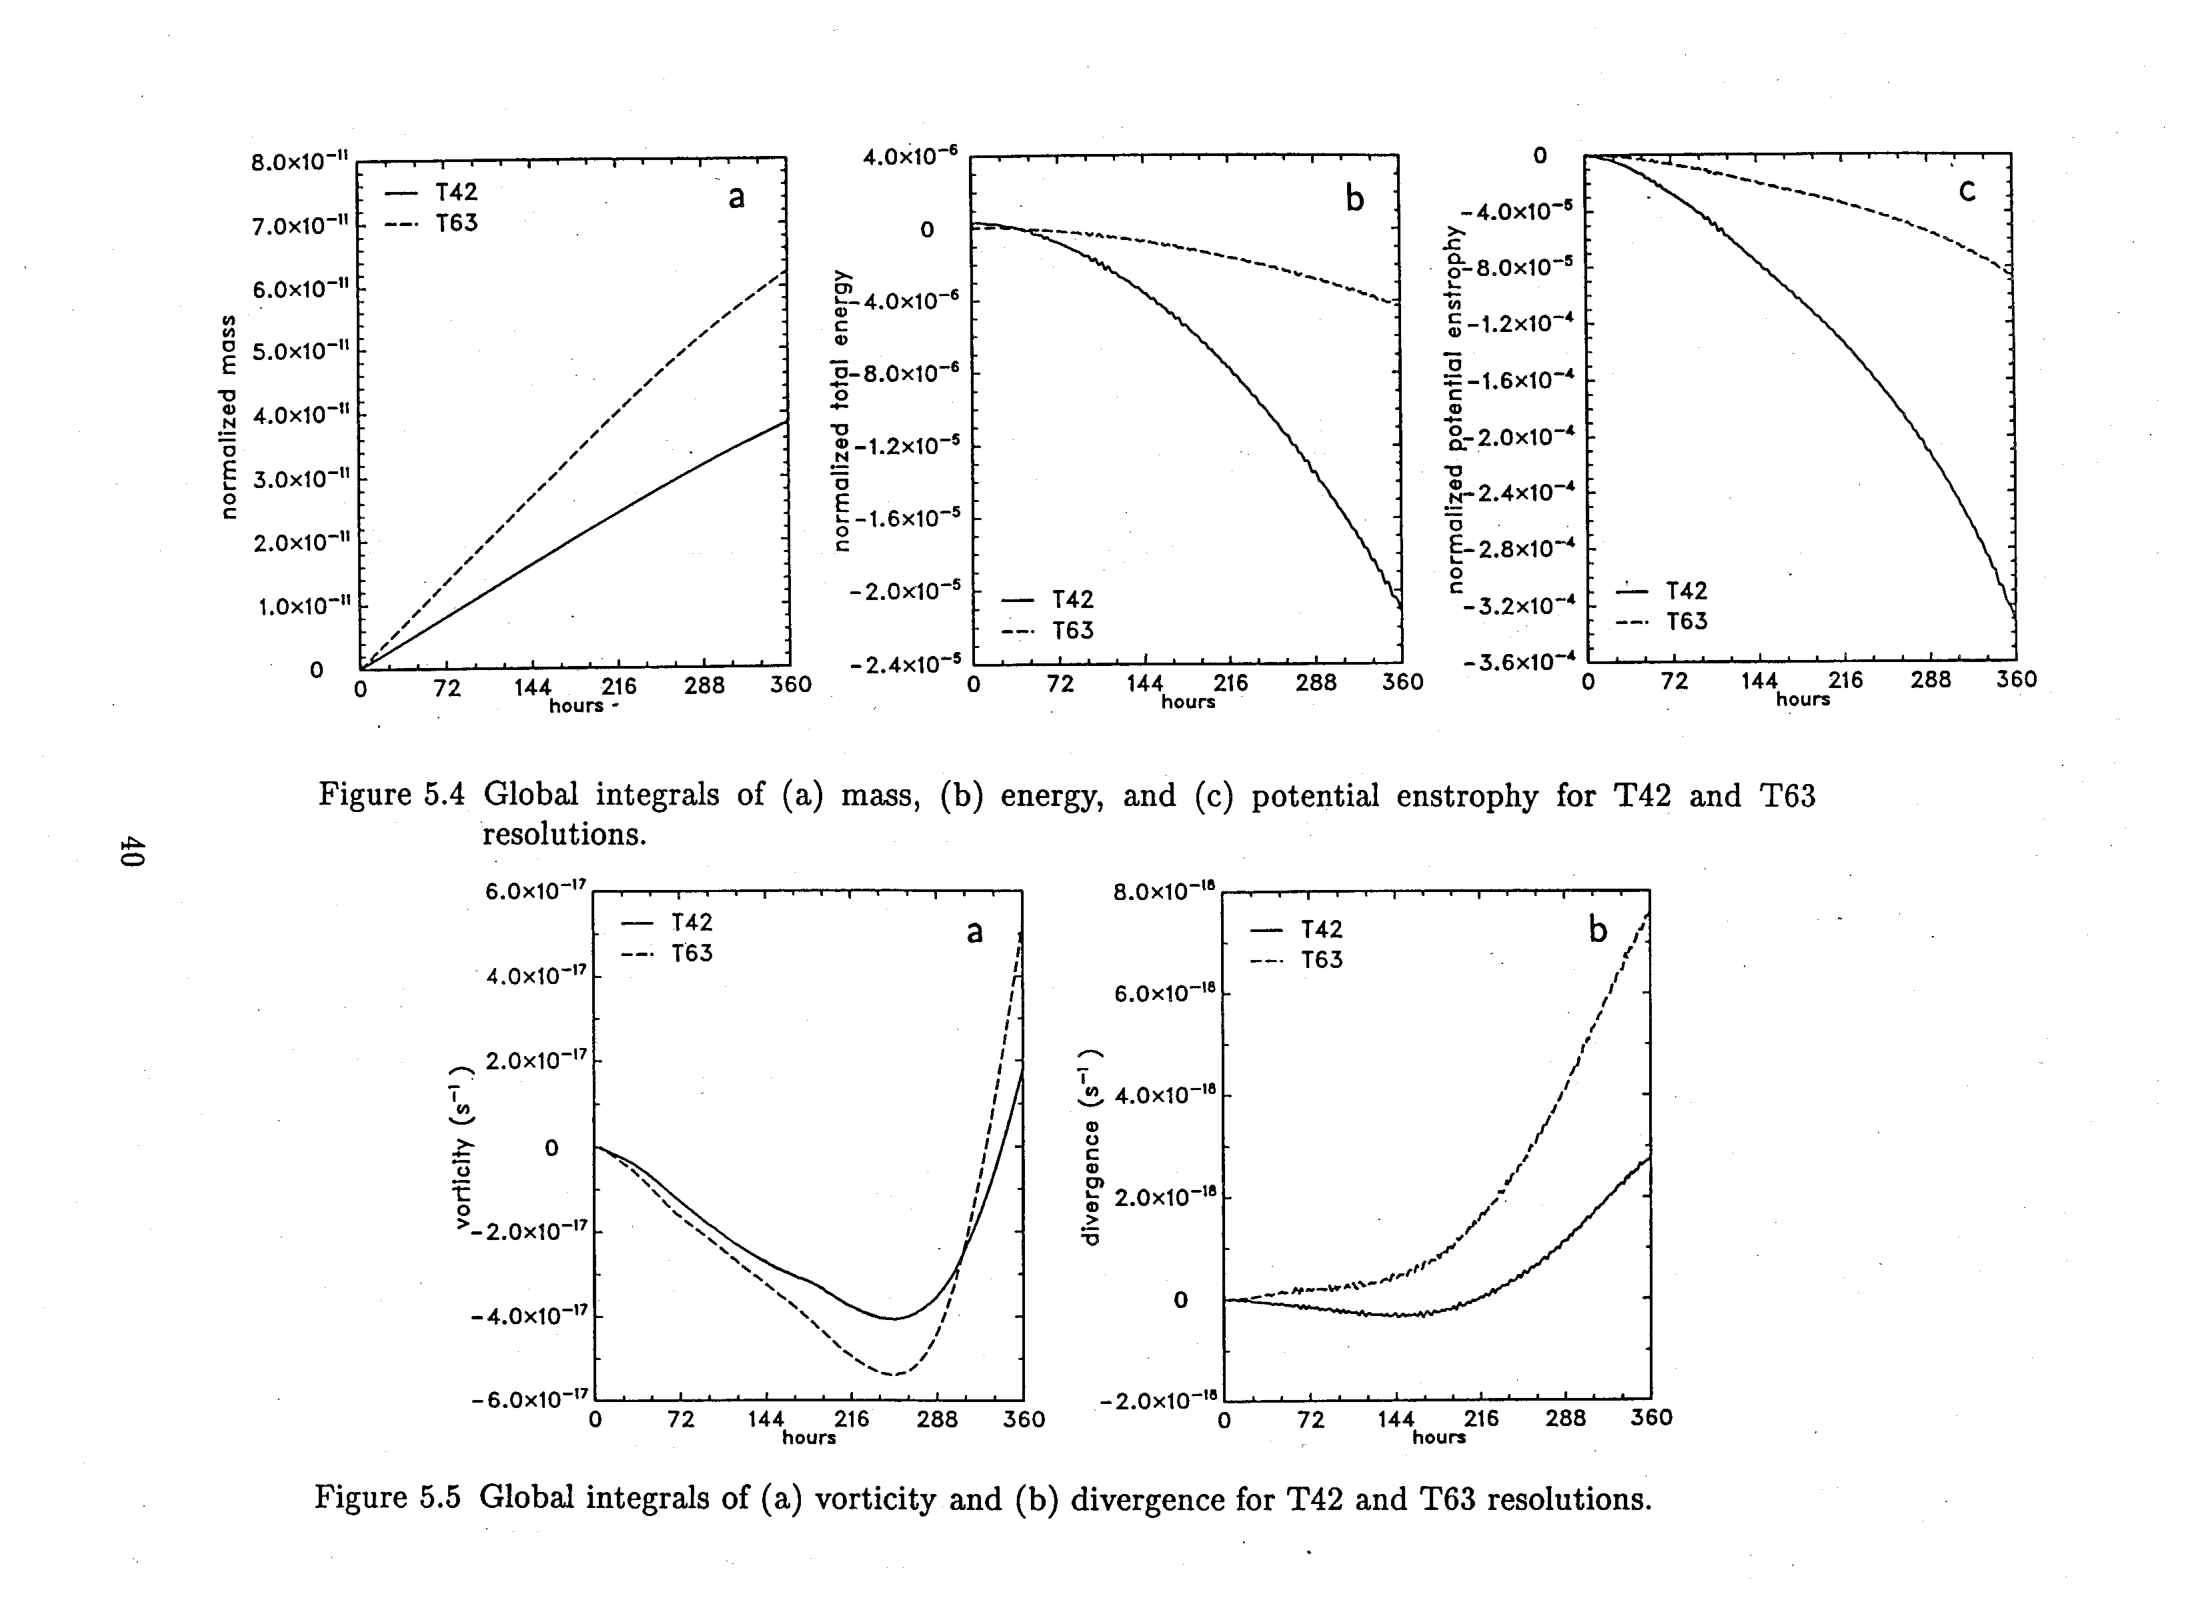 8.0×10⁻¹¹
7.0×10⁻¹¹
6.0×10⁻¹¹
5.0×10⁻¹¹
4.0×10⁻¹¹
3.0×10⁻¹¹
2.0×10⁻¹¹
1.0×10⁻¹¹
0
normalized mass
T42
T63
a
0 72 144 216 288 360
hours
4.0×10⁻⁶
0
-4.0×10⁻⁶
-8.0×10⁻⁶
-1.2×10⁻⁵
-1.6×10⁻⁵
-2.0×10⁻⁵
-2.4×10⁻⁵
normalized total energy
b
T42
T63
0 72 144 216 288 360
hours
0
-4.0×10⁻⁵
-8.0×10⁻⁵
-1.2×10⁻⁴
-1.6×10⁻⁴
-2.0×10⁻⁴
-2.4×10⁻⁴
-2.8×10⁻⁴
-3.2×10⁻⁴
-3.6×10⁻⁴
normalized potential enstrophy
c
T42
T63
0 72 144 216 288 360
hours
Figure 5.4 Global integrals of (a) mass, (b) energy, and (c) potential enstrophy for T42 and T63
resolutions.
40
6.0×10⁻¹⁷
4.0×10⁻¹⁷
2.0×10⁻¹⁷
0
-2.0×10⁻¹⁷
-4.0×10⁻¹⁷
-6.0×10⁻¹⁷
vorticity (s⁻¹)
T42
T63
a
0 72 144 216 288 360
hours
8.0×10⁻¹⁸
6.0×10⁻¹⁸
4.0×10⁻¹⁸
2.0×10⁻¹⁸
0
-2.0×10⁻¹⁸
divergence (s⁻¹)
T42
T63
b
0 72 144 216 288 360
hours
Figure 5.5 Global integrals of (a) vorticity and (b) divergence for T42 and T63 resolutions.